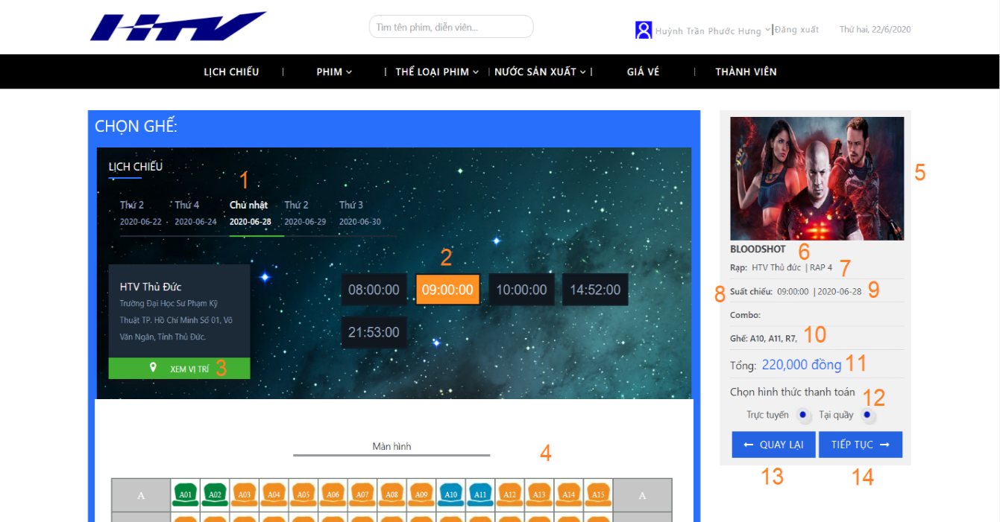 HTV
Tìm tên phim, diễn viên...
Huỳnh Trần Phước Hưng | Đăng xuất
Thứ hai, 22/6/2020
LỊCH CHIẾU | PHIM | THỂ LOẠI PHIM | NƯỚC SẢN XUẤT | GIÁ VÉ | THÀNH VIÊN
CHỌN GHẾ:
LỊCH CHIẾU
1
Thứ 2 Thứ 4 Chủ nhật Thứ 2 Thứ 3
2020-06-22 2020-06-24 2020-06-28 2020-06-29 2020-06-30
2
HTV Thủ Đức
Trường Đại Học Sư Phạm Kỹ
Thuật TP. Hồ Chí Minh Số 01, Võ
Văn Ngân, Tỉnh Thủ Đức.
XEM VỊ TRÍ 3
08:00:00 09:00:00 10:00:00 14:52:00
21:53:00
Màn hình
4
A A01 A02 A03 A04 A05 A06 A07 A08 A09 A10 A11 A12 A13 A14 A15 A
5
BLOODSHOT 6
Rạp: HTV Thủ đức | RAP 4 7
8 Suất chiếu: 09:00:00 | 2020-06-28 9
Combo:
Ghế: A10, A11, R7, 10
Tổng: 220,000 đồng 11
Chọn hình thức thanh toán 12
Trực tuyến Tại quầy
← QUAY LẠI TIẾP TỤC →
13 14